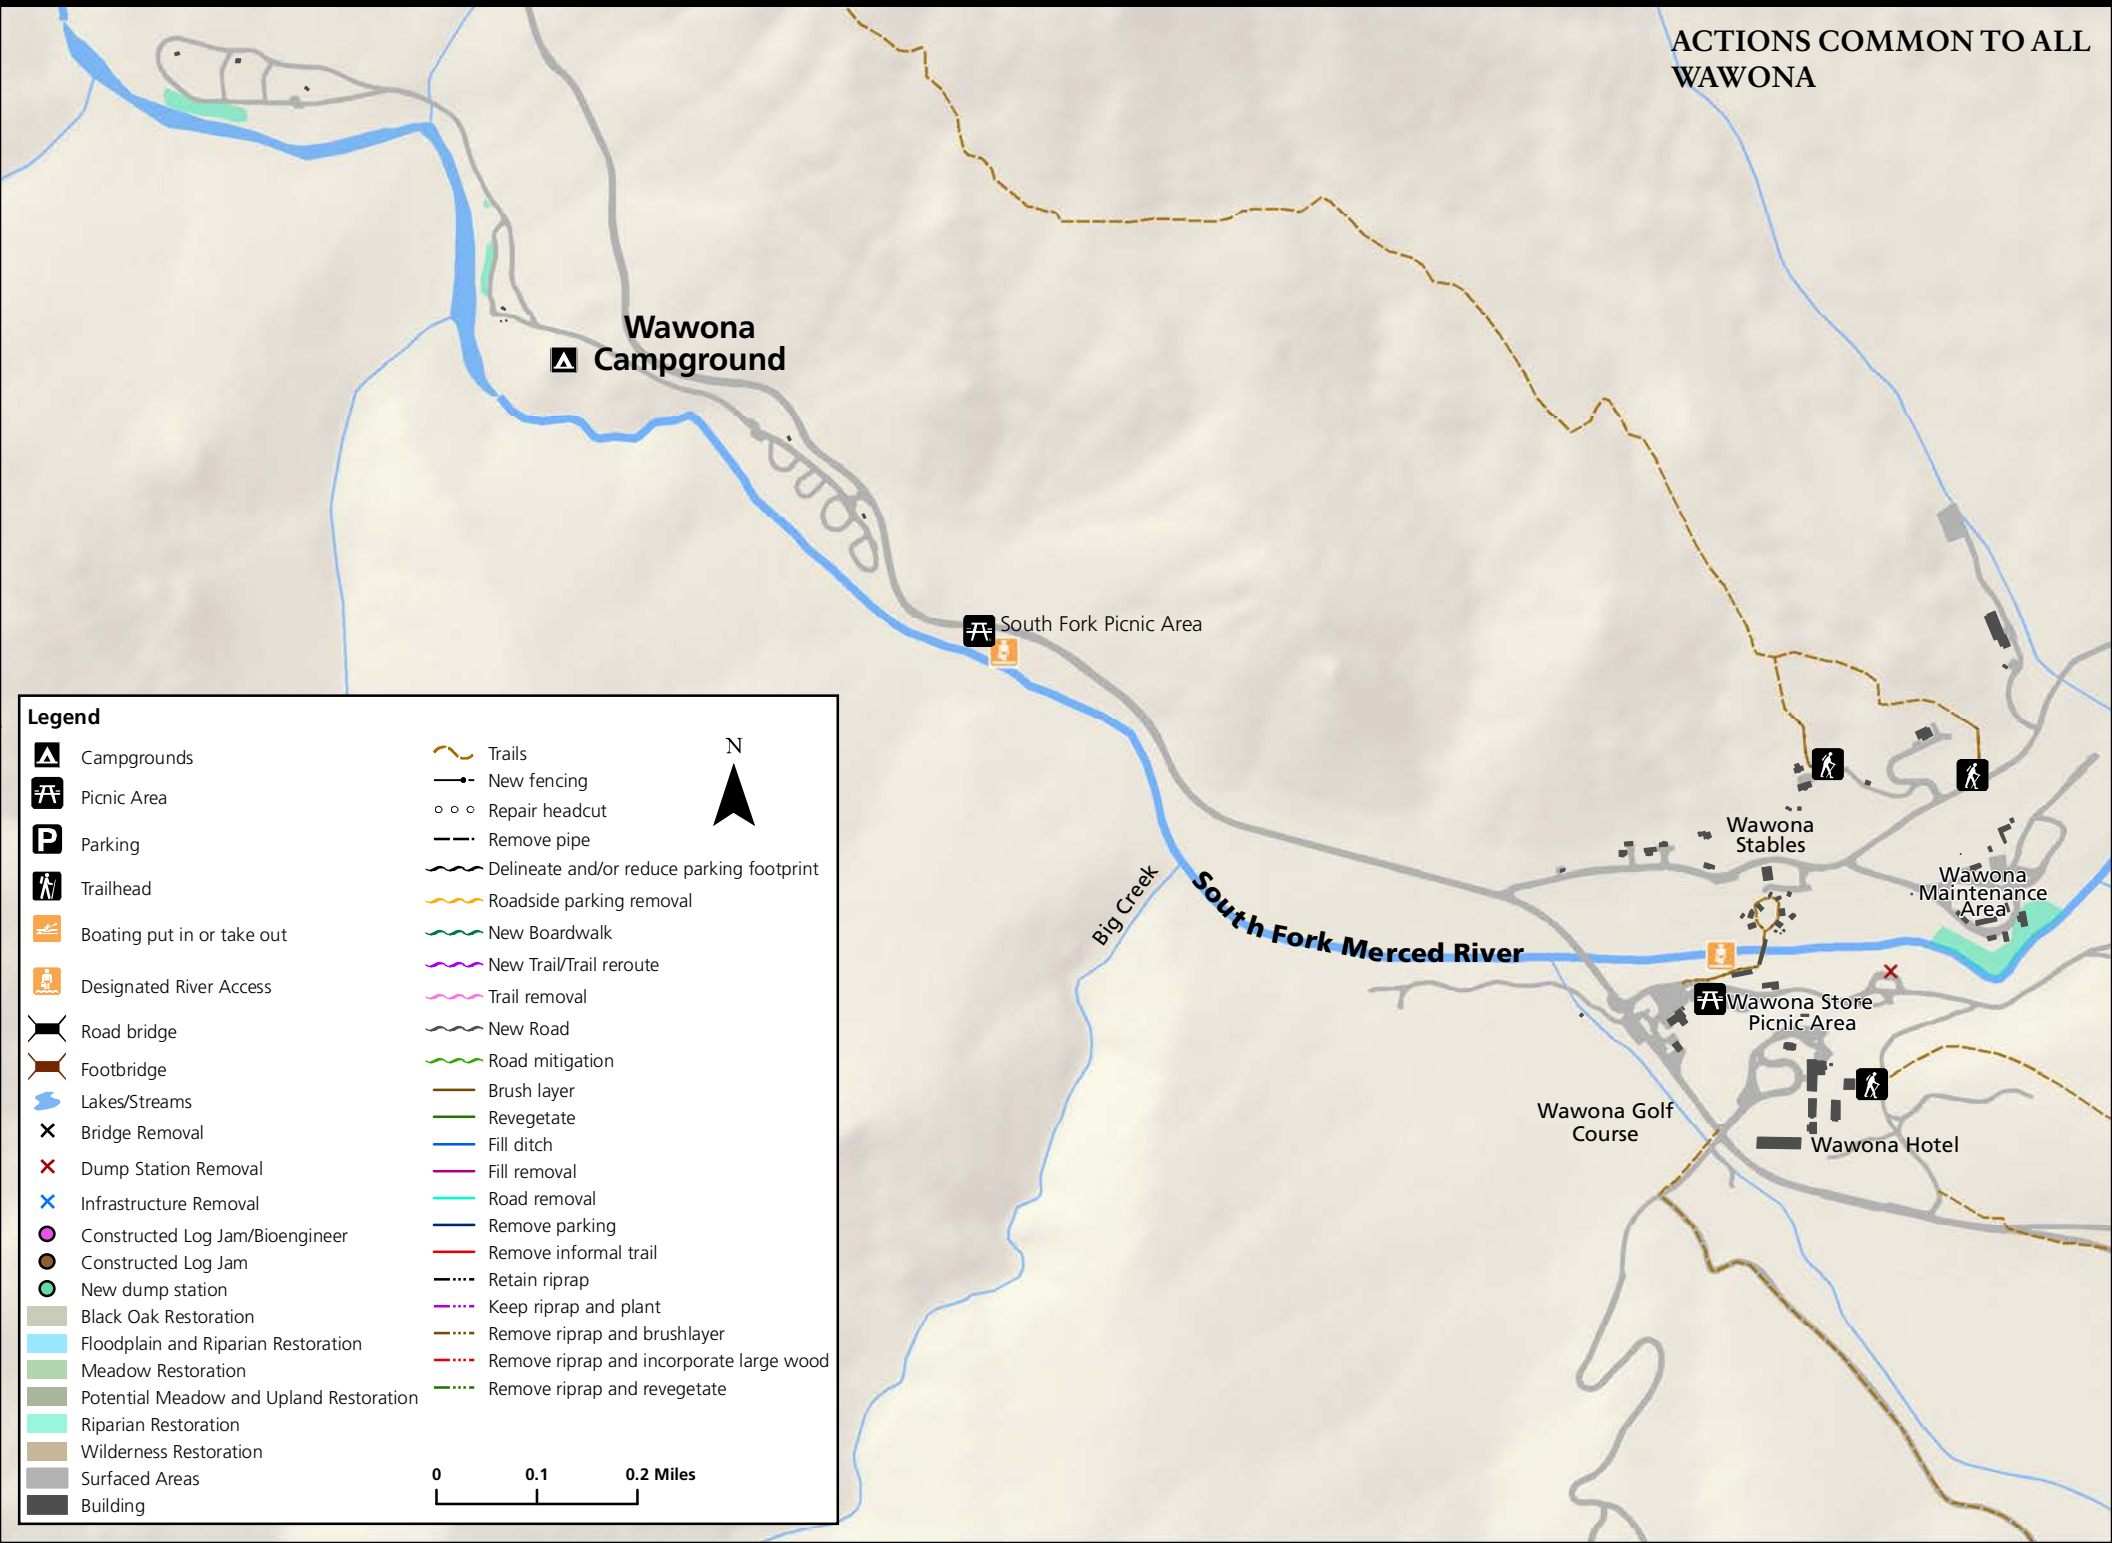 ACTIONS COMMON TO ALL
WAWONA
Wawona
Campground
South Fork Picnic Area
Big Creek
South Fork Merced River
Wawona
Stables
Wawona
Maintenance
Area
Wawona Store
Picnic Area
Wawona Golf
Course
Wawona Hotel
Legend
Campgrounds
Picnic Area
P
Parking
Trailhead
Boating put in or take out
Designated River Access
Road bridge
Footbridge
Lakes/Streams
Bridge Removal
Dump Station Removal
Infrastructure Removal
Constructed Log Jam/Bioengineer
Constructed Log Jam
New dump station
Black Oak Restoration
Floodplain and Riparian Restoration
Meadow Restoration
Potential Meadow and Upland Restoration
Riparian Restoration
Wilderness Restoration
Surfaced Areas
Building
Trails
New fencing
Repair headcut
Remove pipe
Delineate and/or reduce parking footprint
Roadside parking removal
New Boardwalk
New Trail/Trail reroute
Trail removal
New Road
Road mitigation
Brush layer
Revegetate
Fill ditch
Fill removal
Road removal
Remove parking
Remove informal trail
Retain riprap
Keep riprap and plant
Remove riprap and brushlayer
Remove riprap and incorporate large wood
Remove riprap and revegetate
N
0 0.1 0.2 Miles